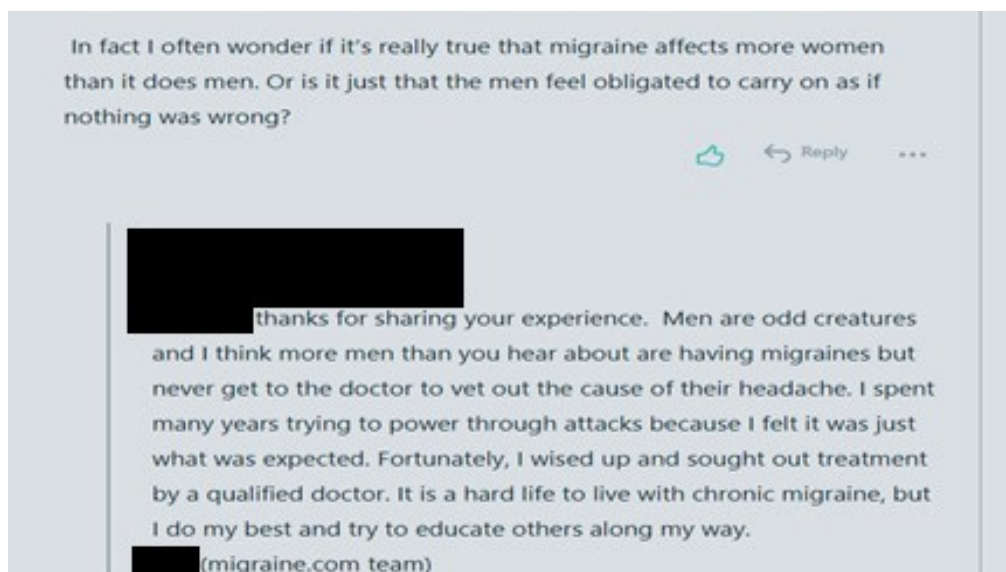 In fact I often wonder if it's really true that migraine affects more women
than it does men. Or is it just that the men feel obligated to carry on as if
nothing was wrong?
Reply
thanks for sharing your experience. Men are odd creatures
and I think more men than you hear about are having migraines but
never get to the doctor to vet out the cause of their headache. I spent
many years trying to power through attacks because I felt it was just
what was expected. Fortunately, I wised up and sought out treatment
by a qualified doctor. It is a hard life to live with chronic migraine, but
I do my best and try to educate others along my way.
(migraine.com team)